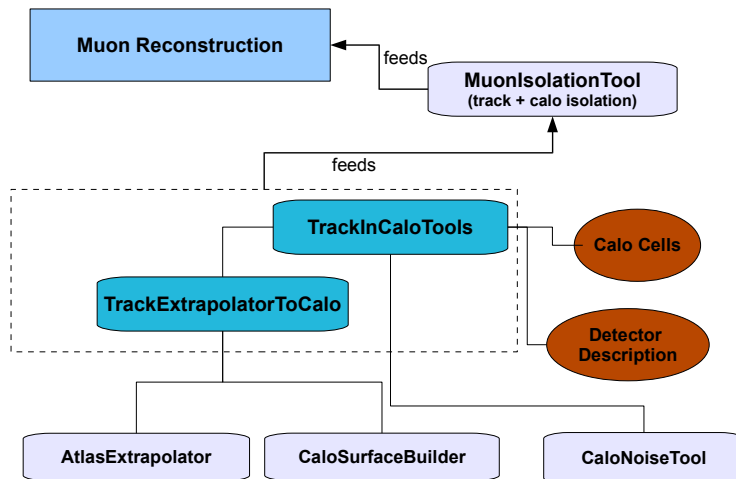 Muon Reconstruction
feeds
MuonIsolationTool
(track + calo isolation)
feeds
TrackInCaloTools
Calo Cells
TrackExtrapolatorToCalo
Detector
Description
AtlasExtrapolator
CaloSurfaceBuilder
CaloNoiseTool